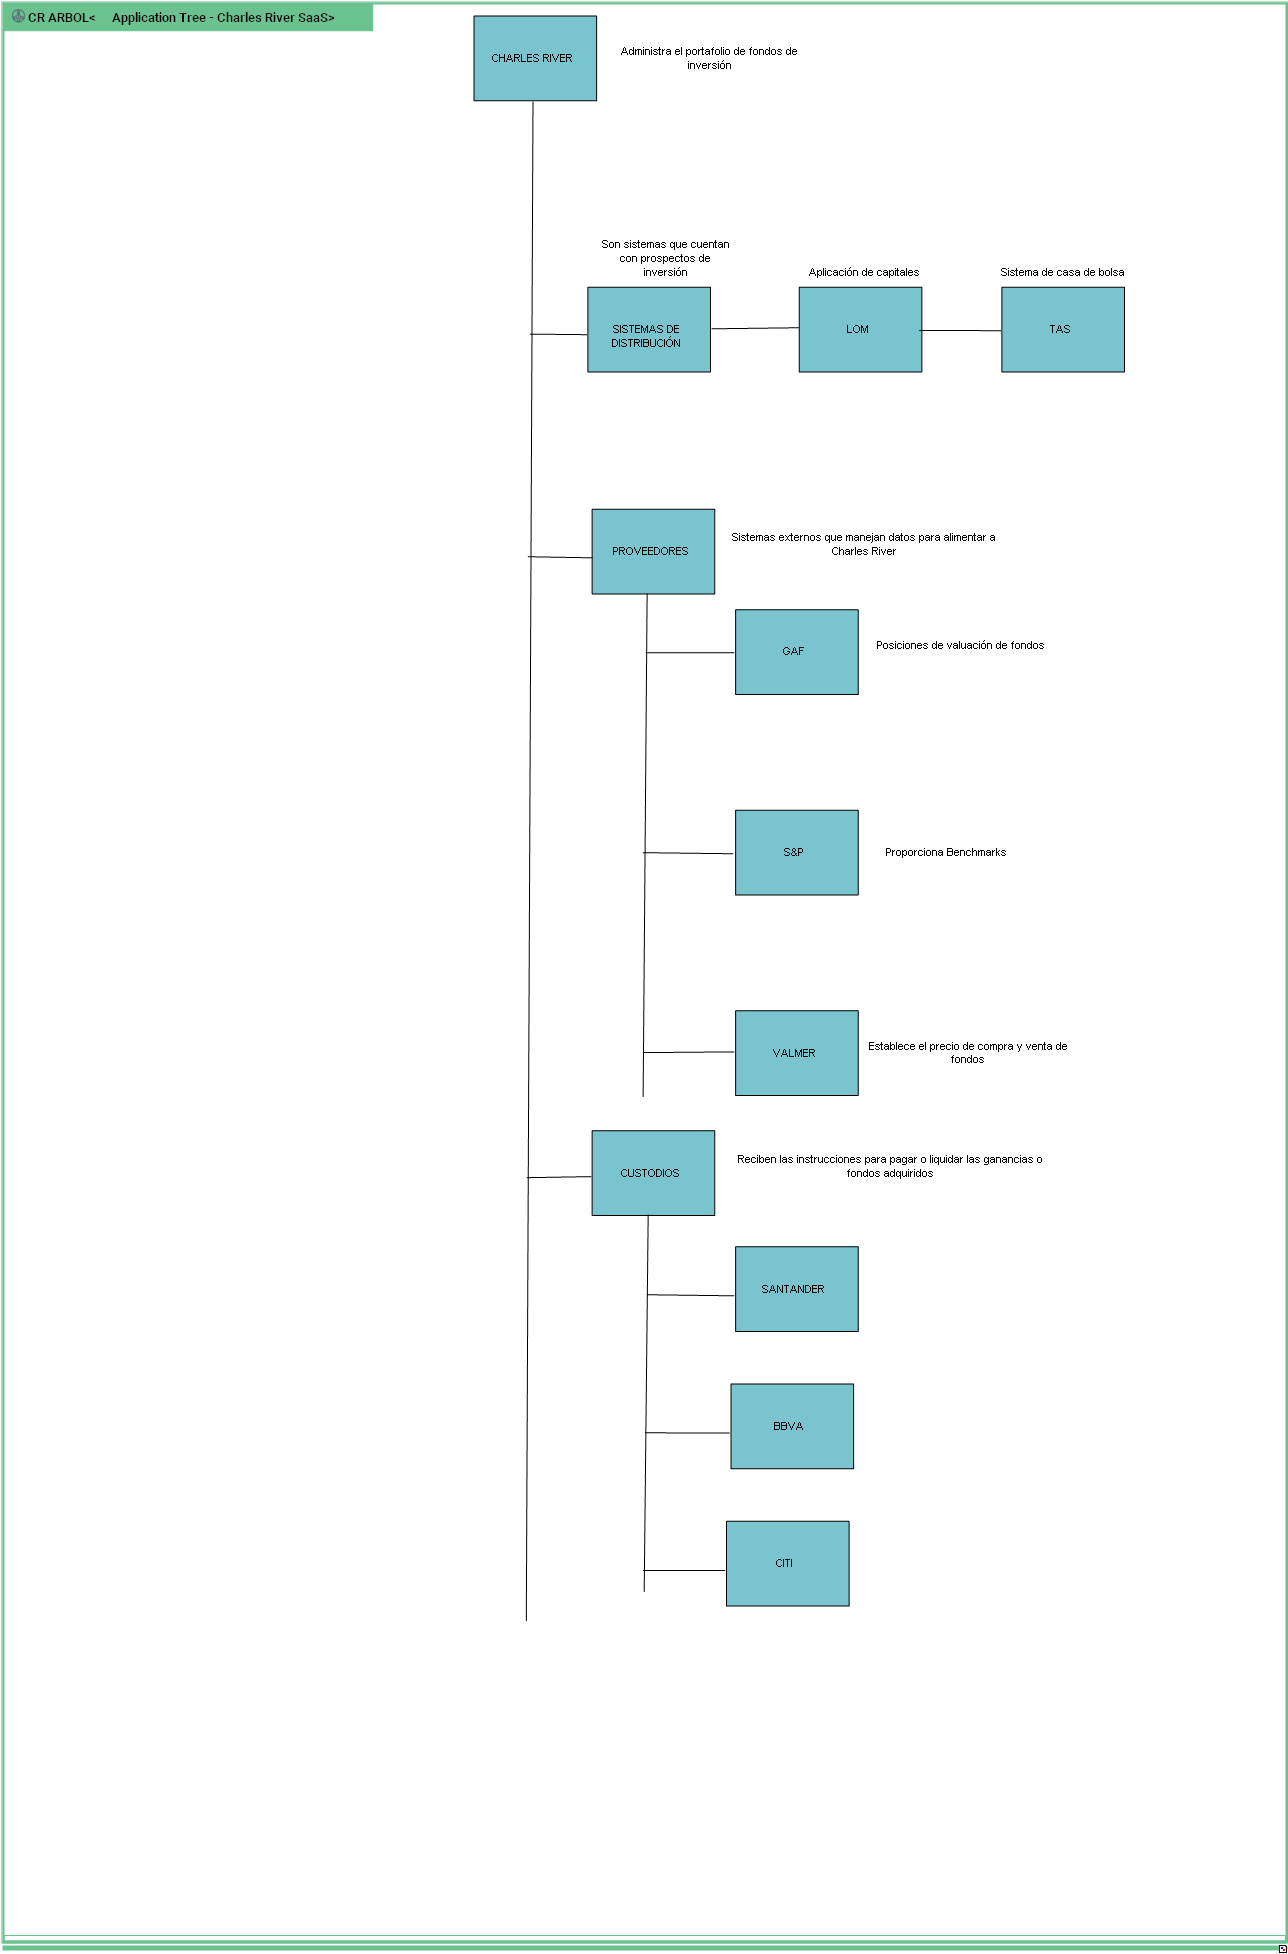 CR ARBOL< Application Tree - Charles River SaaS>
CHARLES RIVER
Administra el portafolio de fondos de
inversión
Son sistemas que cuentan
con prospectos de
inversión
Aplicación de capitales
Sistema de casa de bolsa
SISTEMAS DE
DISTRIBUCIÓN
LOM
TAS
PROVEEDORES
Sistemas externos que manejan datos para alimentar a
Charles River
GAF
Posiciones de valuación de fondos
S&P
Proporciona Benchmarks
VALMER
Establece el precio de compra y venta de
fondos
CUSTODIOS
Reciben las instrucciones para pagar o liquidar las ganancias o
fondos adquiridos
SANTANDER
BBVA
CITI